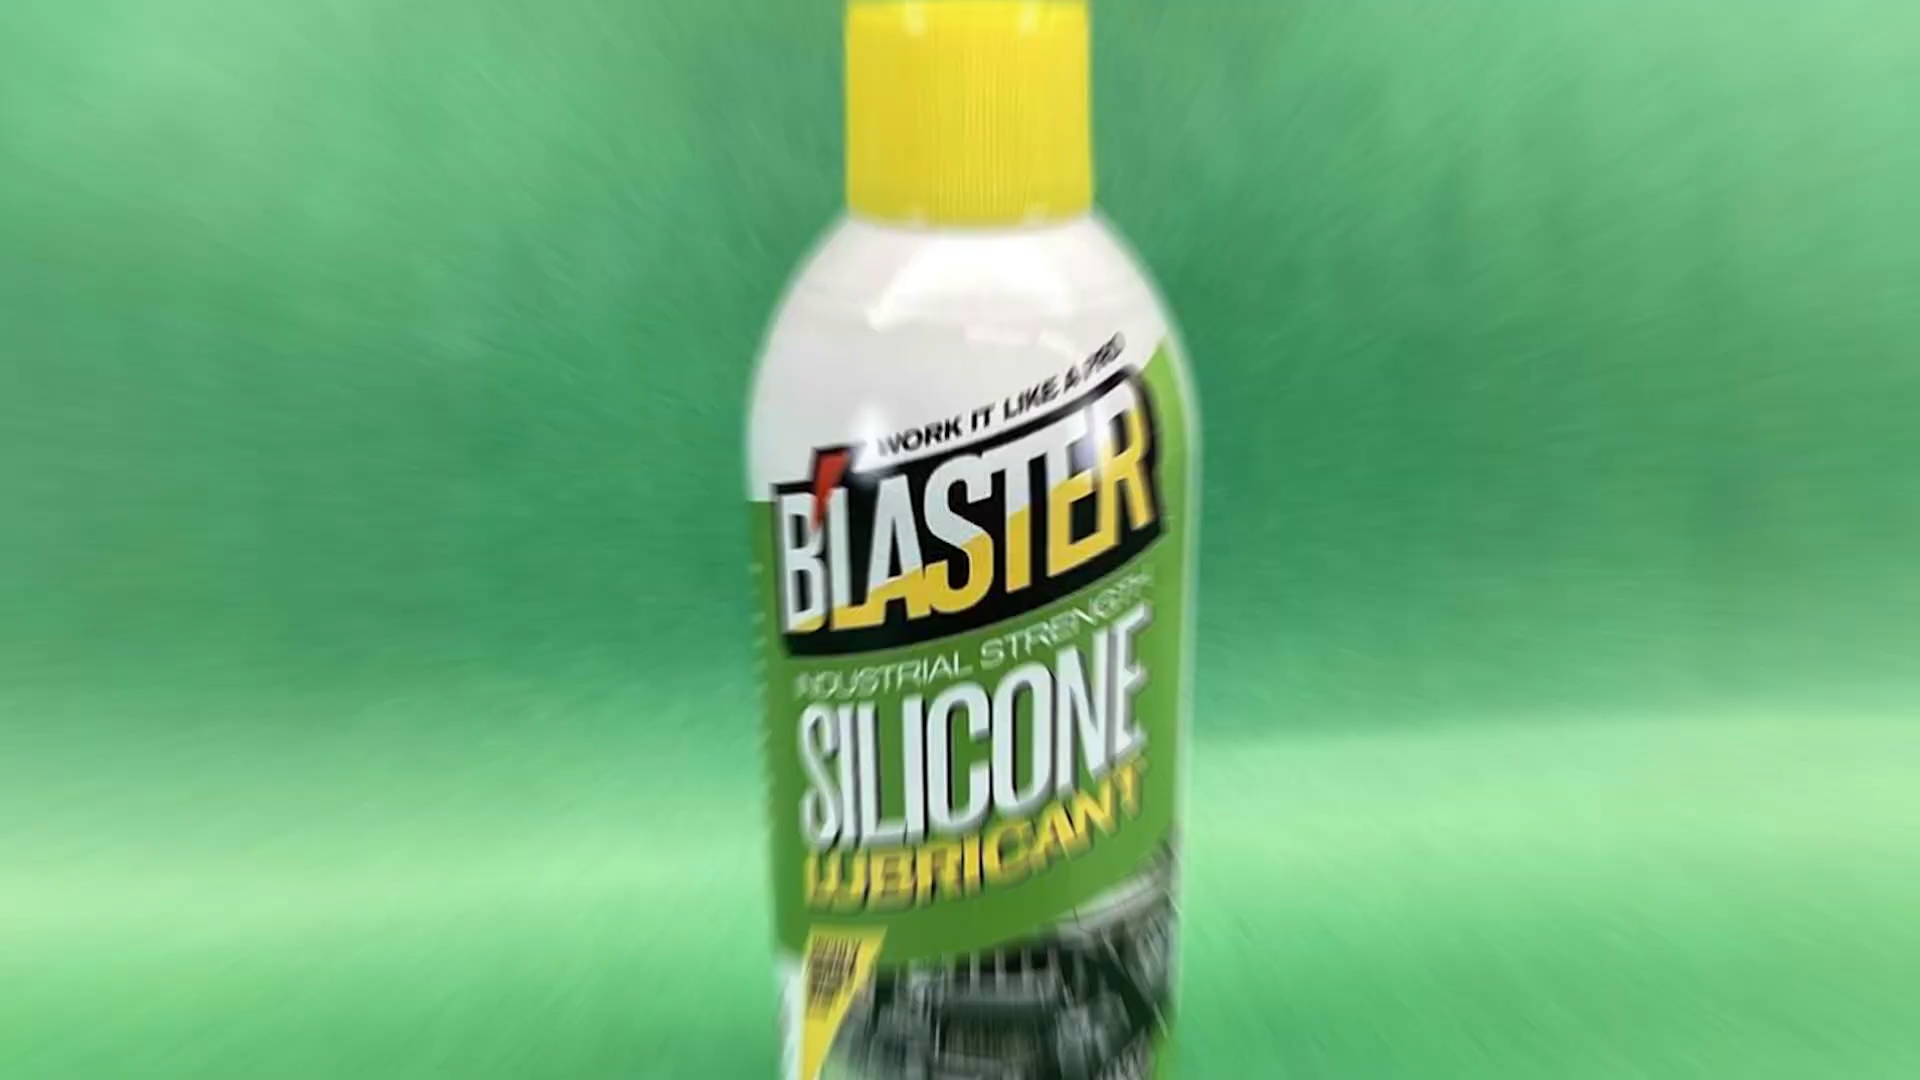 WORK IT LIKE A PRO
B'LASTER
INDUSTRIAL STRENGTH
SILICONE
LUBRICANT